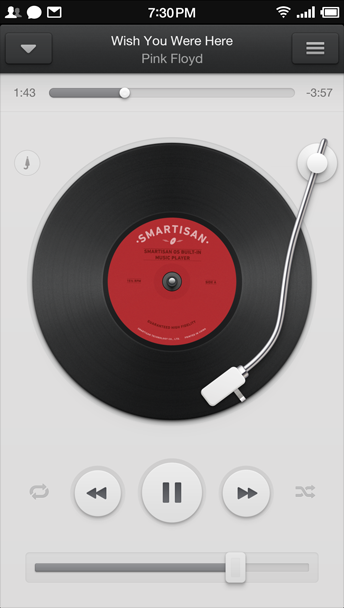 7:30PM
Wish You Were Here
Pink Floyd
1:43
-3:57
·SMARTISAN·
SMARTISAN OS BUILT-IN
MUSIC PLAYER